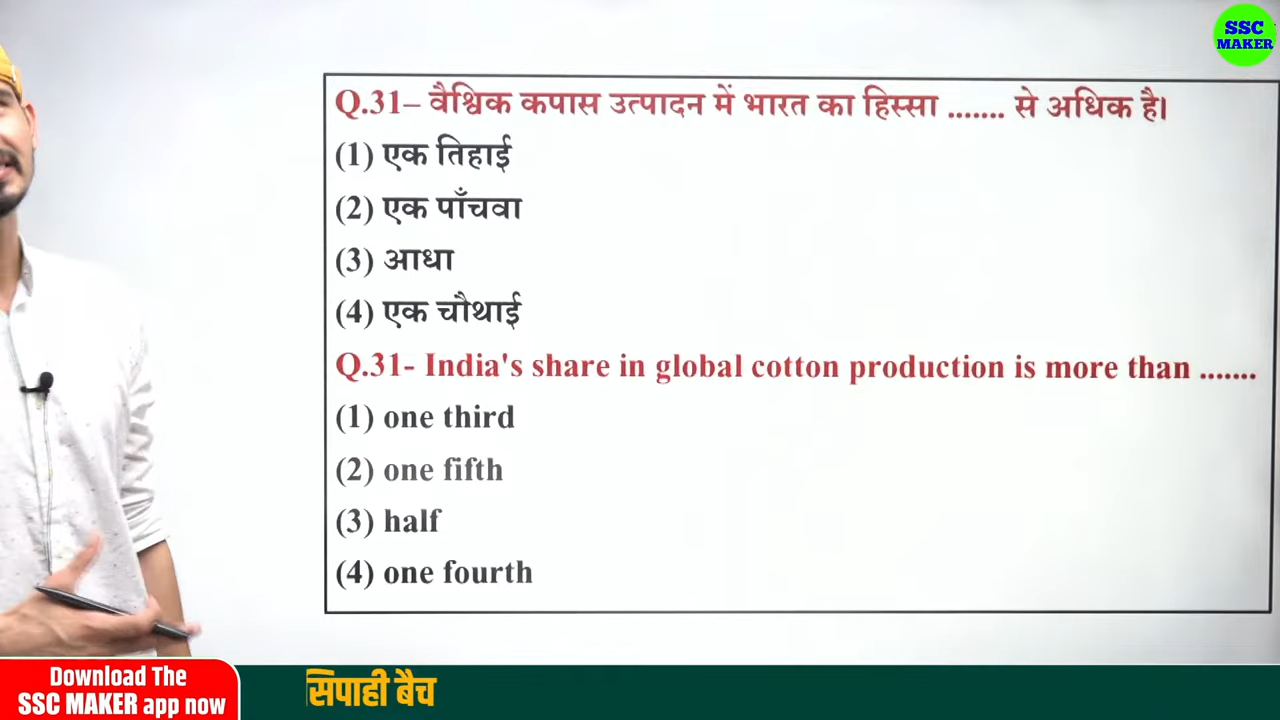 SSC
MAKER
Q.31– वैश्विक कपास उत्पादन में भारत का हिस्सा ....... से अधिक है।
(1) एक तिहाई
(2) एक पाँचवा
(3) आधा
(4) एक चौथाई
Q.31- India's share in global cotton production is more than .......
(1) one third
(2) one fifth
(3) half
(4) one fourth
Download The
SSC MAKER app now
सिपाही बैच